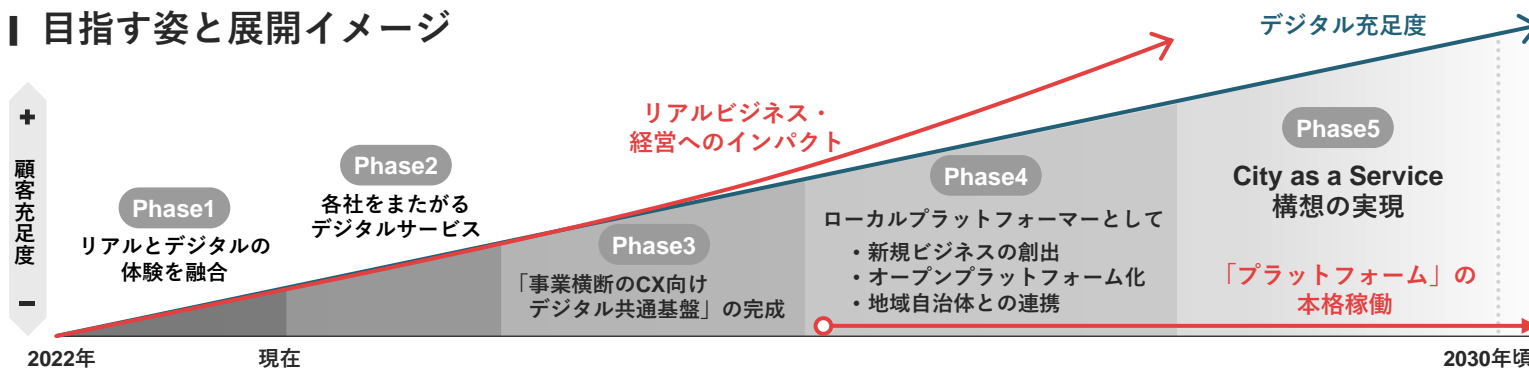 目指す姿と展開イメージ
デジタル充足度
リアルビジネス・
経営へのインパクト
+
顧客充足度
−
Phase1
リアルとデジタルの
体験を融合
Phase2
各社をまたがる
デジタルサービス
Phase3
「事業横断のCX向け
デジタル共通基盤」の完成
Phase4
ローカルプラットフォーマーとして
・新規ビジネスの創出
・オープンプラットフォーム化
・地域自治体との連携
Phase5
City as a Service
構想の実現
「プラットフォーム」の
本格稼働
2022年
現在
2030年頃